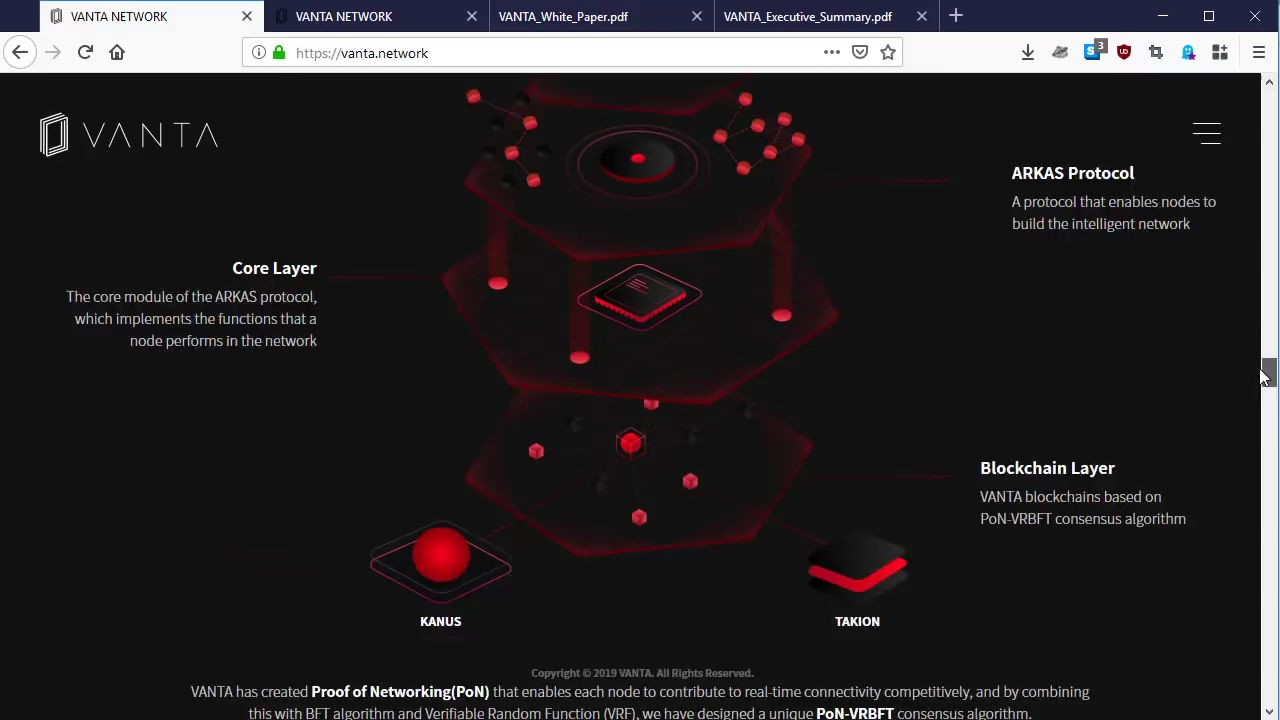 VANTA NETWORK
VANTA NETWORK
VANTA_White_Paper.pdf
VANTA_Executive_Summary.pdf
https://vanta.network
3
VANTA
ARKAS Protocol
A protocol that enables nodes to
build the intelligent network
Core Layer
The core module of the ARKAS protocol,
which implements the functions that a
node performs in the network
Blockchain Layer
VANTA blockchains based on
PoN-VRBFT consensus algorithm
KANUS
TAKION
Copyright © 2019 VANTA. All Rights Reserved.
VANTA has created Proof of Networking(PoN) that enables each node to contribute to real-time connectivity competitively, and by combining
this with BFT algorithm and Verifiable Random Function (VRF), we have designed a unique PoN-VRBFT consensus algorithm.